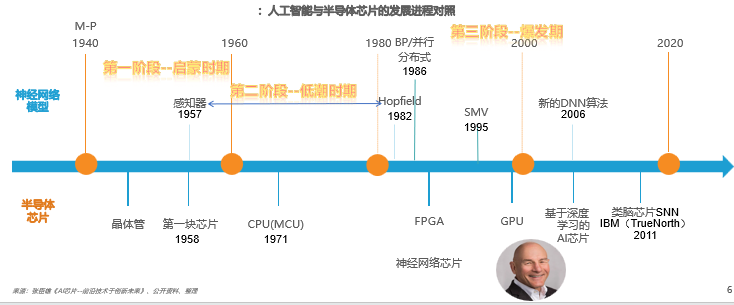 ：人工智能与半导体芯片的发展进程对照
M-P
1940
1960
1980
BP/并行
分布式
1986
2000
2020
第一阶段--启蒙时期
第二阶段--低潮时期
第三阶段--爆发期
神经网络
模型
感知器
1957
Hopfield
1982
SMV
1995
新的DNN算法
2006
半导体
芯片
晶体管
第一块芯片
1958
CPU(MCU)
1971
FPGA
神经网络芯片
GPU
基于深度
学习的
AI芯片
类脑芯片SNN
IBM（TrueNorth）
2011
来源：张臣雄《AI芯片--前沿技术于创新未来》、公开资料、整理
6